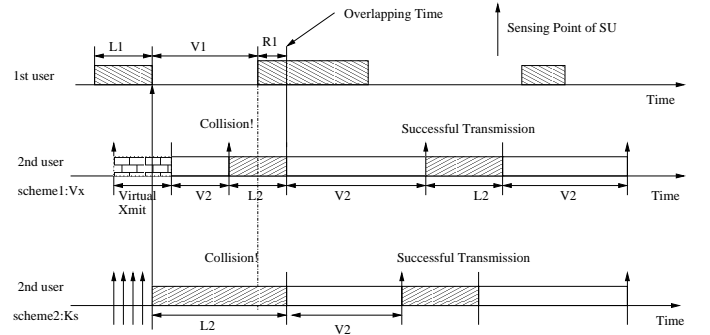 Overlapping Time
Sensing Point of SU
L1
V1
R1
1st user
Time
Collision!
Successful Transmission
2nd user
scheme1:Vx
Virtual
Xmit
V2
L2
V2
L2
V2
Time
Collision!
Successful Transmission
2nd user
scheme2:Ks
L2
V2
Time